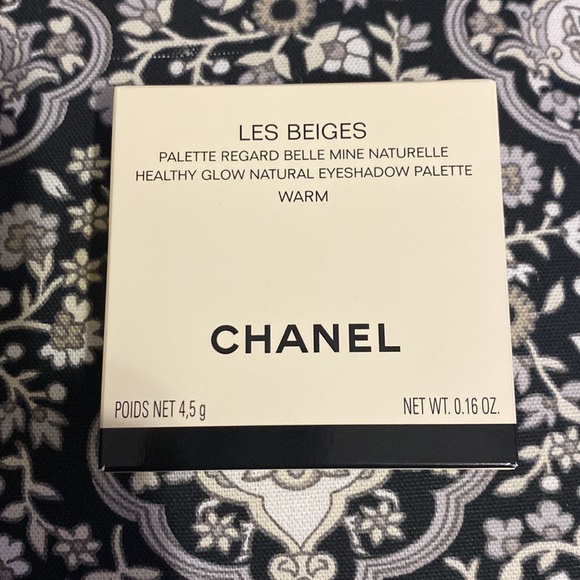 LES BEIGES
PALETTE REGARD BELLE MINE NATURELLE
HEALTHY GLOW NATURAL EYESHADOW PALETTE
WARM
CHANEL
POIDS NET 4,5 g NET WT. 0.16 OZ.